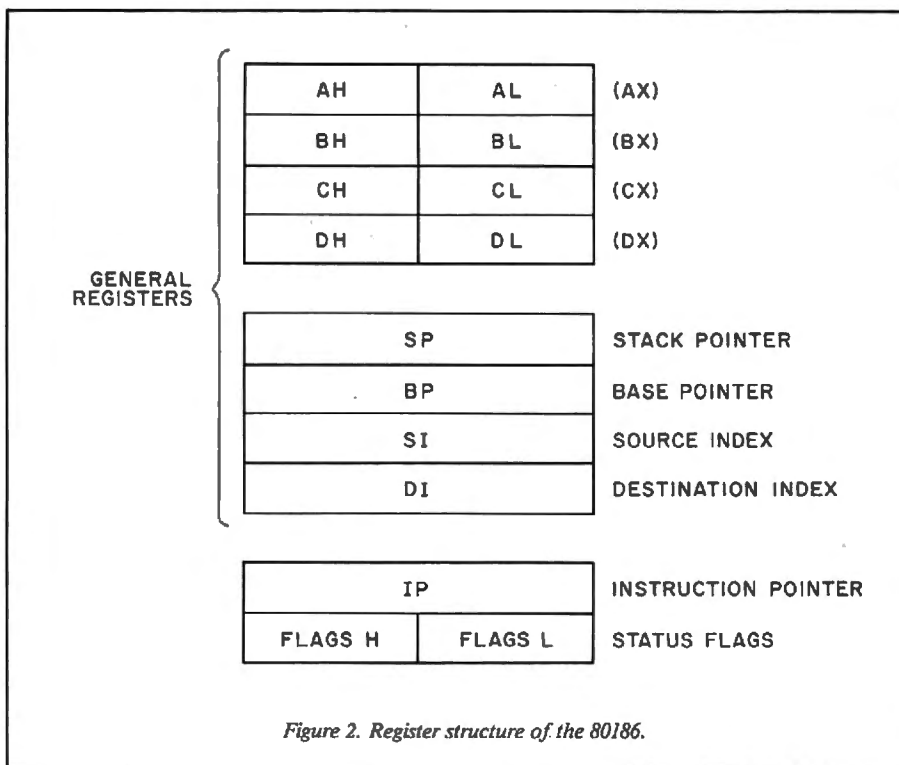 AH AL (AX)
BH BL (BX)
CH CL (CX)
DH DL (DX)
GENERAL
REGISTERS
SP STACK POINTER
BP BASE POINTER
SI SOURCE INDEX
DI DESTINATION INDEX
IP INSTRUCTION POINTER
FLAGS H FLAGS L STATUS FLAGS
Figure 2. Register structure of the 80186.